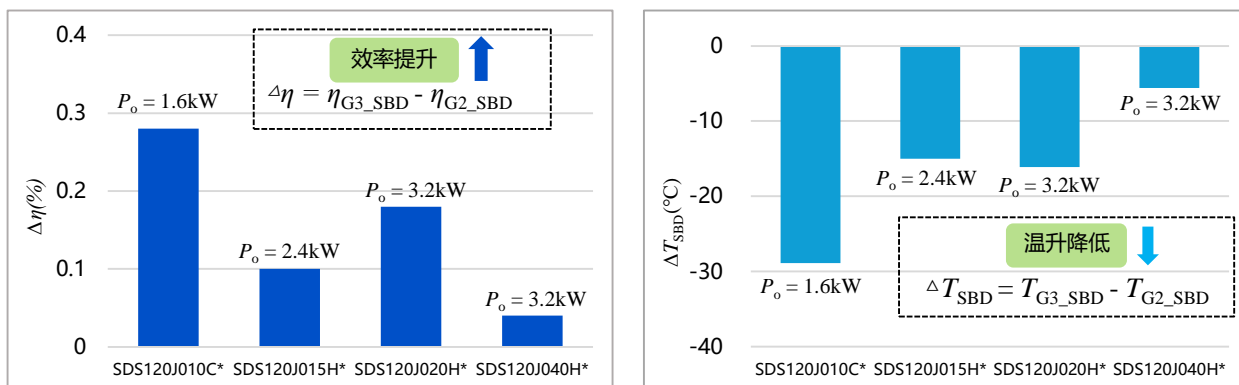 0.4
0.3
0.2
0.1
0
Δη(%)
效率提升
△η = ηG3_SBD - ηG2_SBD
Po = 1.6kW
Po = 2.4kW
Po = 3.2kW
Po = 3.2kW
SDS120J010C* SDS120J015H* SDS120J020H* SDS120J040H*
0
-10
-20
-30
-40
ΔTSBD(℃)
Po = 1.6kW
Po = 2.4kW
Po = 3.2kW
Po = 3.2kW
温升降低
△TSBD = TG3_SBD - TG2_SBD
SDS120J010C* SDS120J015H* SDS120J020H* SDS120J040H*